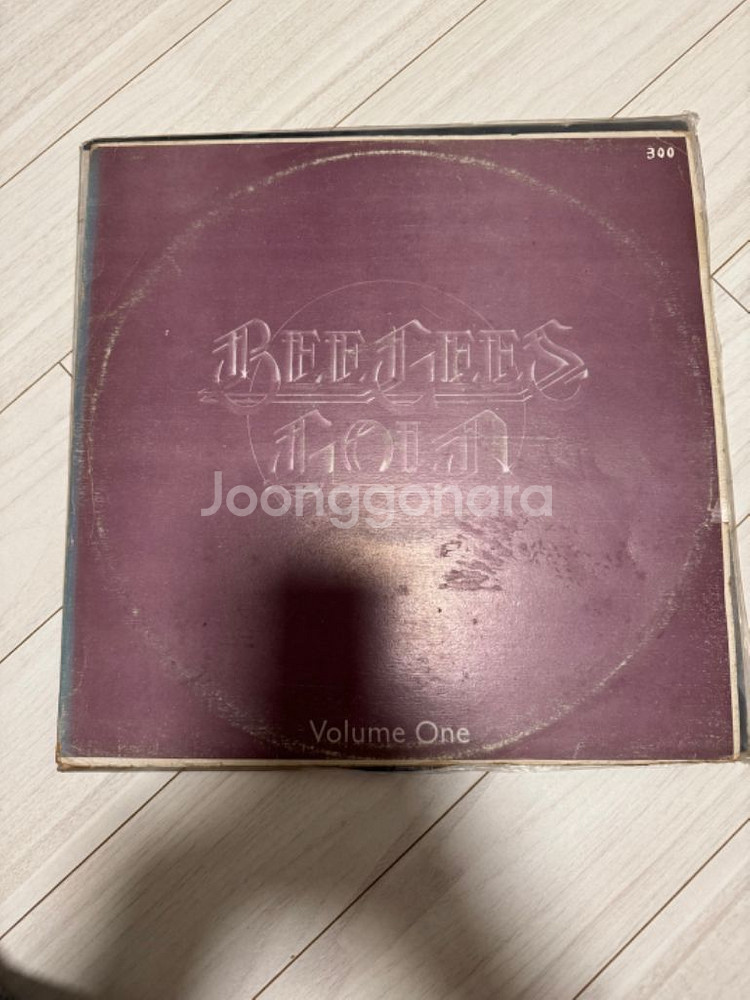 300
BEE GEES
GOLD
Joonggonara
Volume One